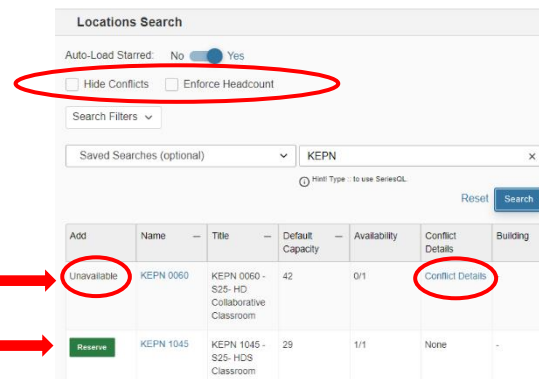 Locations Search
Auto-Load Starred: No Yes
Hide Conflicts Enforce Headcount
Search Filters
Saved Searches (optional) KEPN ×
Hint! Type :: to use SeriesQL.
Reset Search
Add Name – Title – Default – Availability Conflict Building
Capacity Details
Unavailable KEPN 0060 KEPN 0060 - 42 0/1 Conflict Details
S25- HD
Collaborative
Classroom
Reserve KEPN 1045 KEPN 1045 - 29 1/1 None -
S25- HDS
Classroom